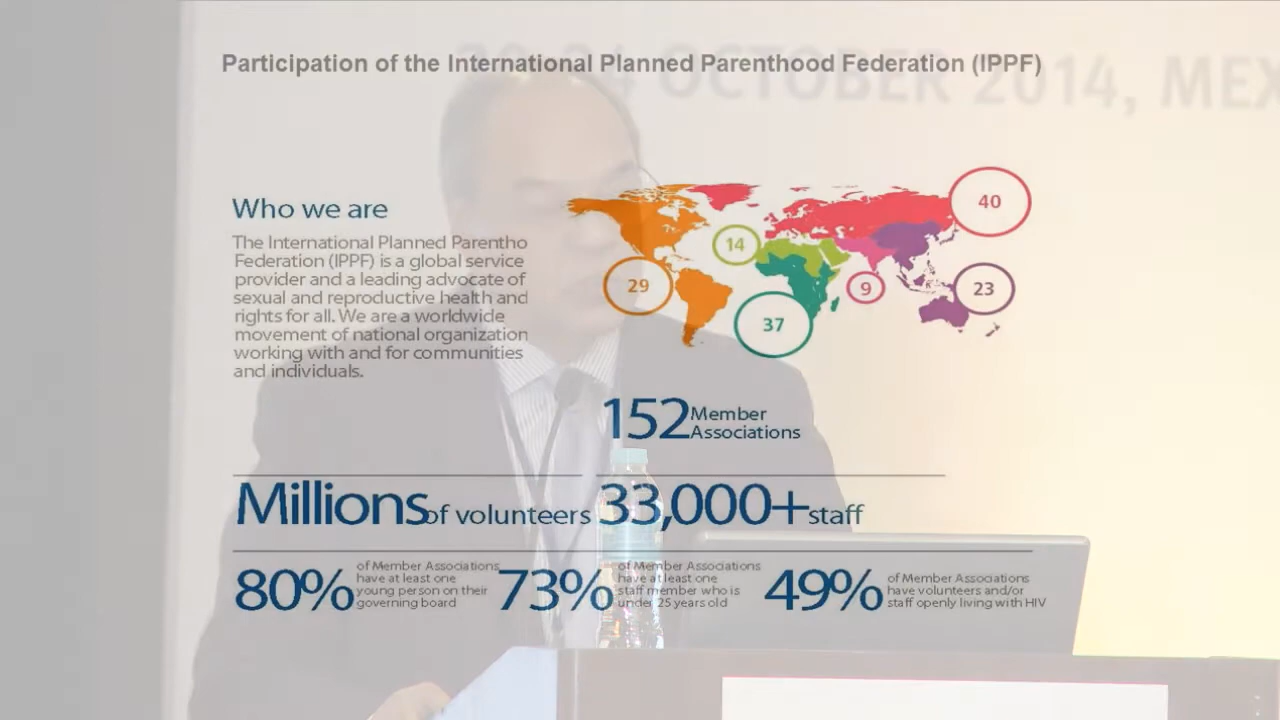 Participation of the International Planned Parenthood Federation (IPPF)
OCTOBER 2014, MEX
Who we are
The International Planned Parentho
Federation (IPPF) is a global service
provider and a leading advocate of
sexual and reproductive health and
rights for all. We are a worldwide
movement of national organization
working with and for communities
and individuals.
40
14
29
9
23
37
152 Member
Associations
Millions of volunteers
33,000+ staff
80% of Member Associations
have at least one
young person on their
governing board
73% of Member Associations
have at least one
staff member who is
under 25 years old
49% of Member Associations
have volunteers and/or
staff openly living with HIV